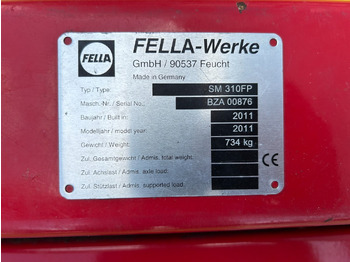 FELLA
FELLA-Werke
GmbH / 90537 Feucht
Made in Germany
Typ / Type: SM 310FP
Masch.-Nr. / Serial No.: BZA 00876
Baujahr / Built in: 2011
Modelljahr / model year: 2011
Gewicht / Weight: 734 kg
Zul. Gesamtgewicht / Admis. total weight:
Zul. Achslast / Admis. axle load:
Zul. Stützlast / Admis. supported load:
CE